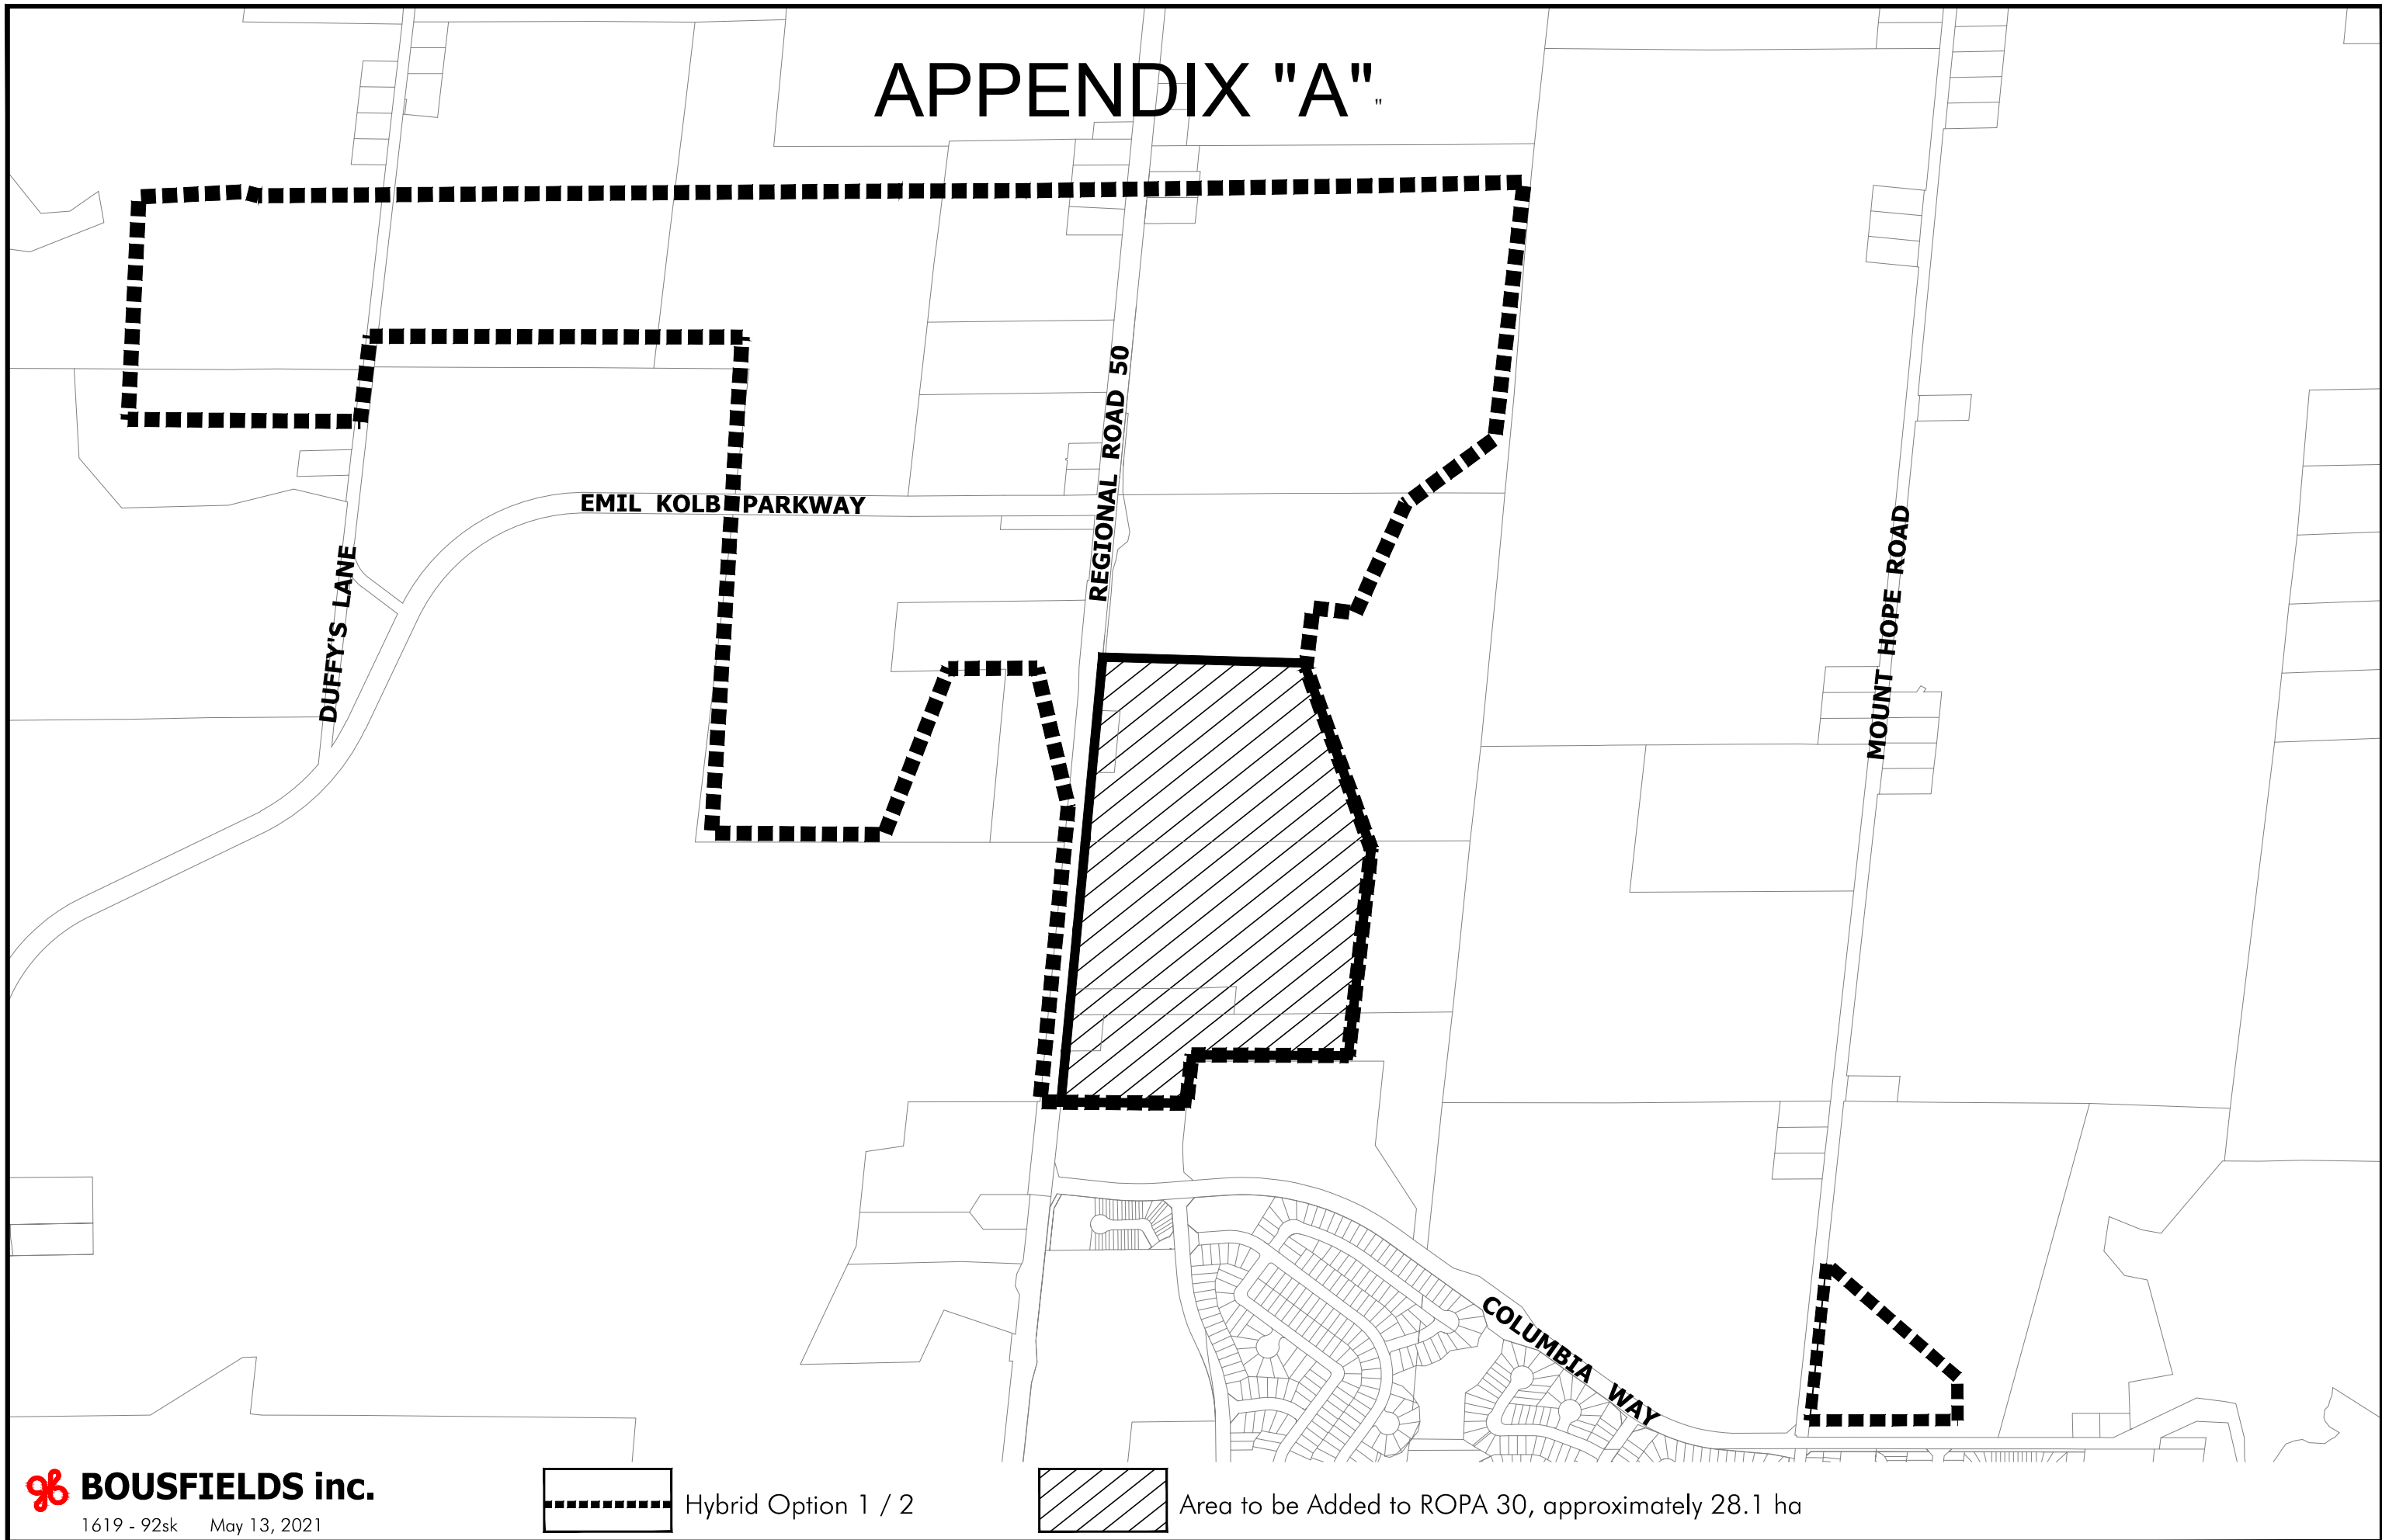 APPENDIX "A"
"
REGIONAL ROAD 50
EMIL KOLB PARKWAY
DUFFY'S LANE
MOUNT HOPE ROAD
COLUMBIA WAY
BOUSFIELDS inc.
1619 - 92sk May 13, 2021
Hybrid Option 1 / 2
Area to be Added to ROPA 30, approximately 28.1 ha